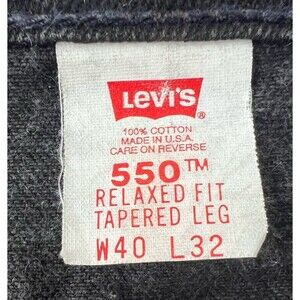 LEVI'S ®
100% COTTON
MADE IN U.S.A.
CARE ON REVERSE
550™
RELAXED FIT
TAPERED LEG
W40 L32